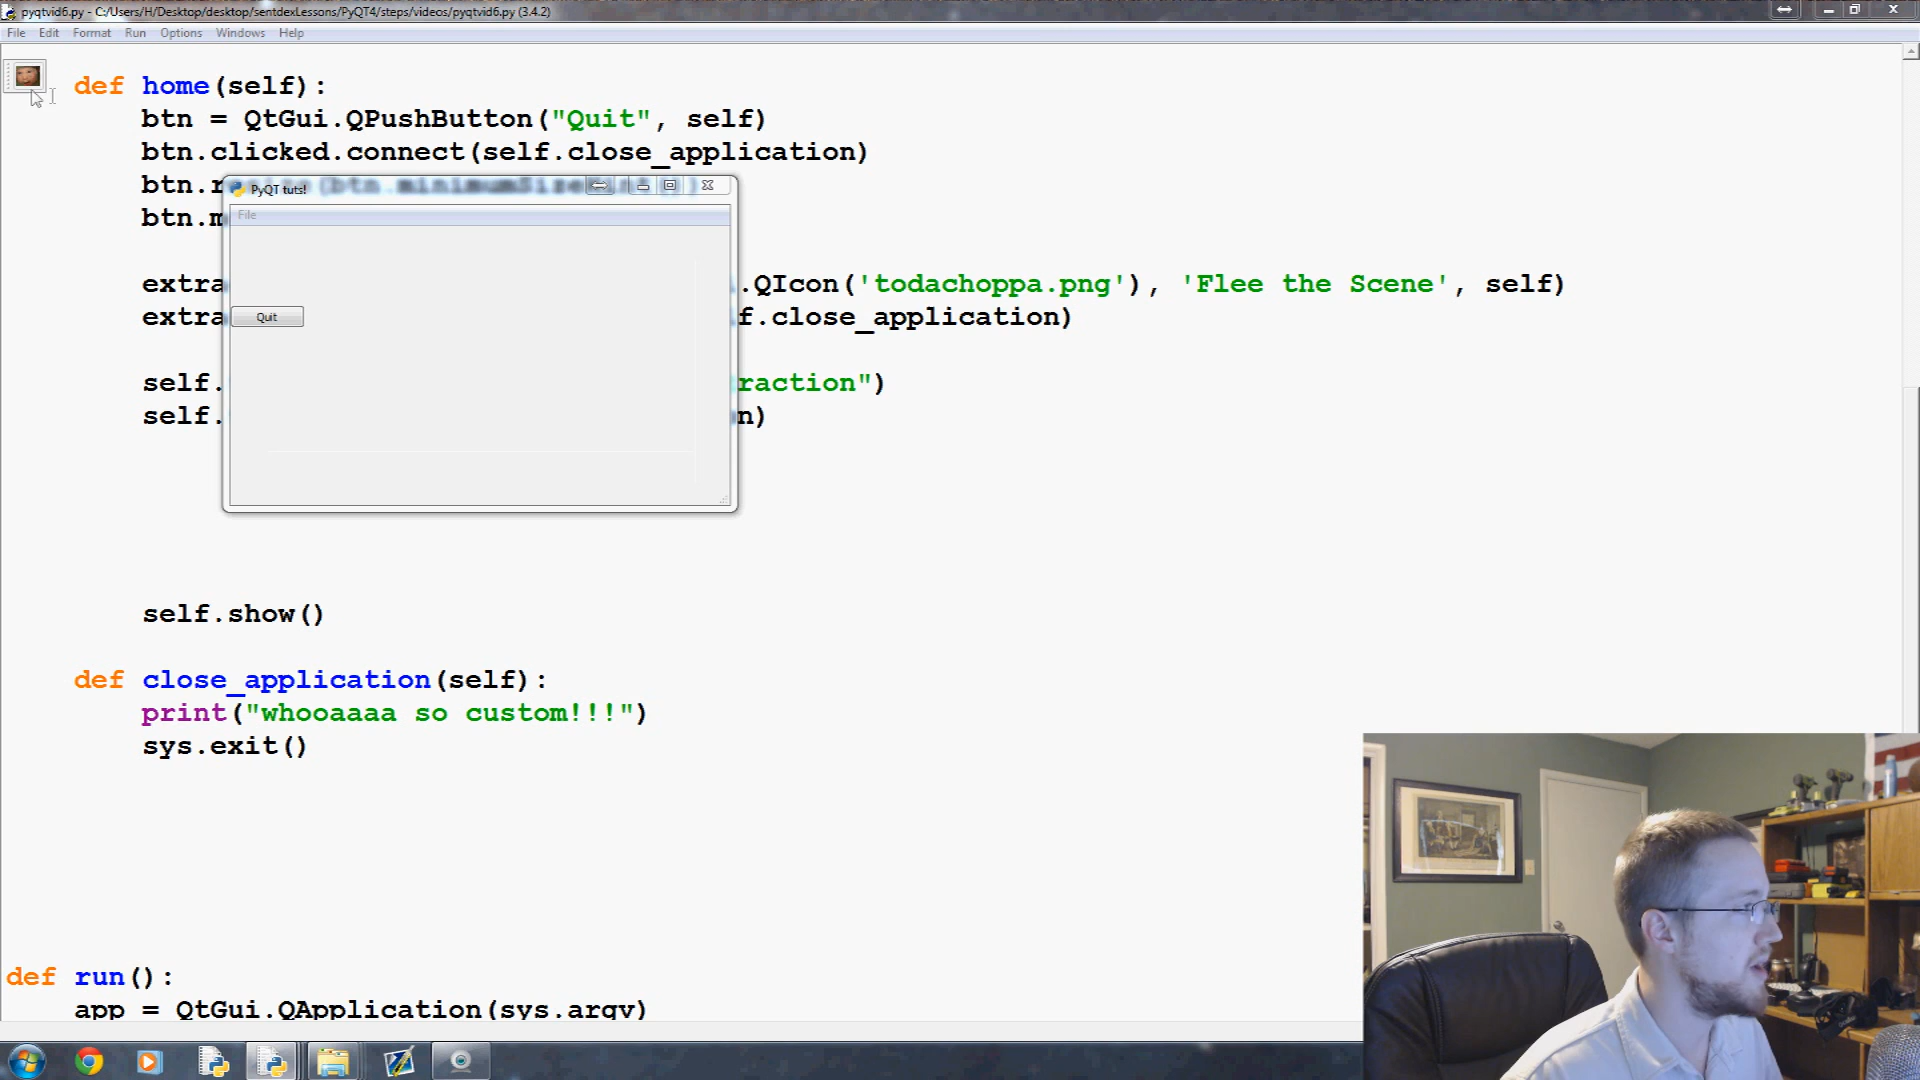 pyqtvid6.py - C:/Users/H/Desktop/desktop/sentdexLessons/PyQT4/steps/videos/pyqtvid6.py (3.4.2)
File Edit Format Run Options Windows Help
def home(self):
btn = QtGui.QPushButton("Quit", self)
btn.clicked.connect(self.close_application)
btn.resize(btn.minimumSizeHint())
PyQT tuts!
btn.m
File
extra .QIcon('todachoppa.png'), 'Flee the Scene', self)
extra f.close_application)
Quit
self. raction")
self. n)
self.show()
def close_application(self):
print("whooaaaa so custom!!!")
sys.exit()
def run():
app = QtGui.QApplication(sys.argv)